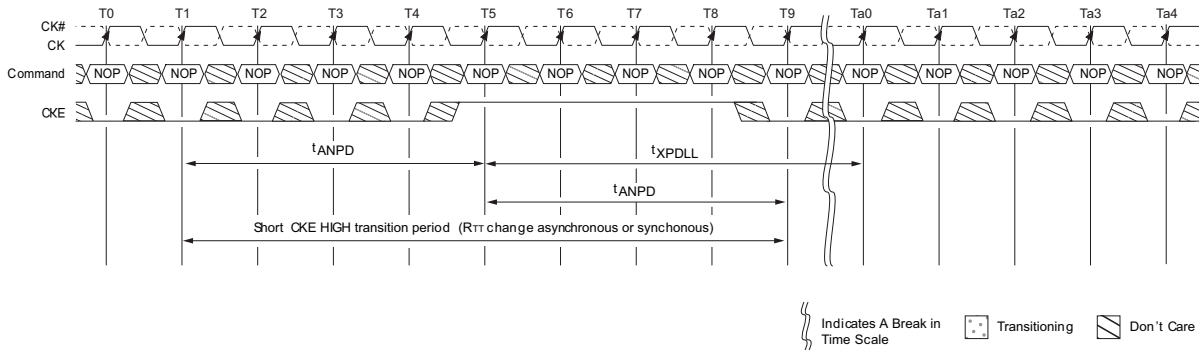 T0 T1 T2 T3 T4 T5 T6 T7 T8 T9 Ta0 Ta1 Ta2 Ta3 Ta4
CK#
CK
Command NOP NOP NOP NOP NOP NOP NOP NOP NOP NOP NOP NOP NOP NOP NOP
CKE
tANPD tXPDLL
tANPD
Short CKE HIGH transition period (RTT change asynchronous or synchonous)
Indicates A Break in
Time Scale
Transitioning
Don't Care